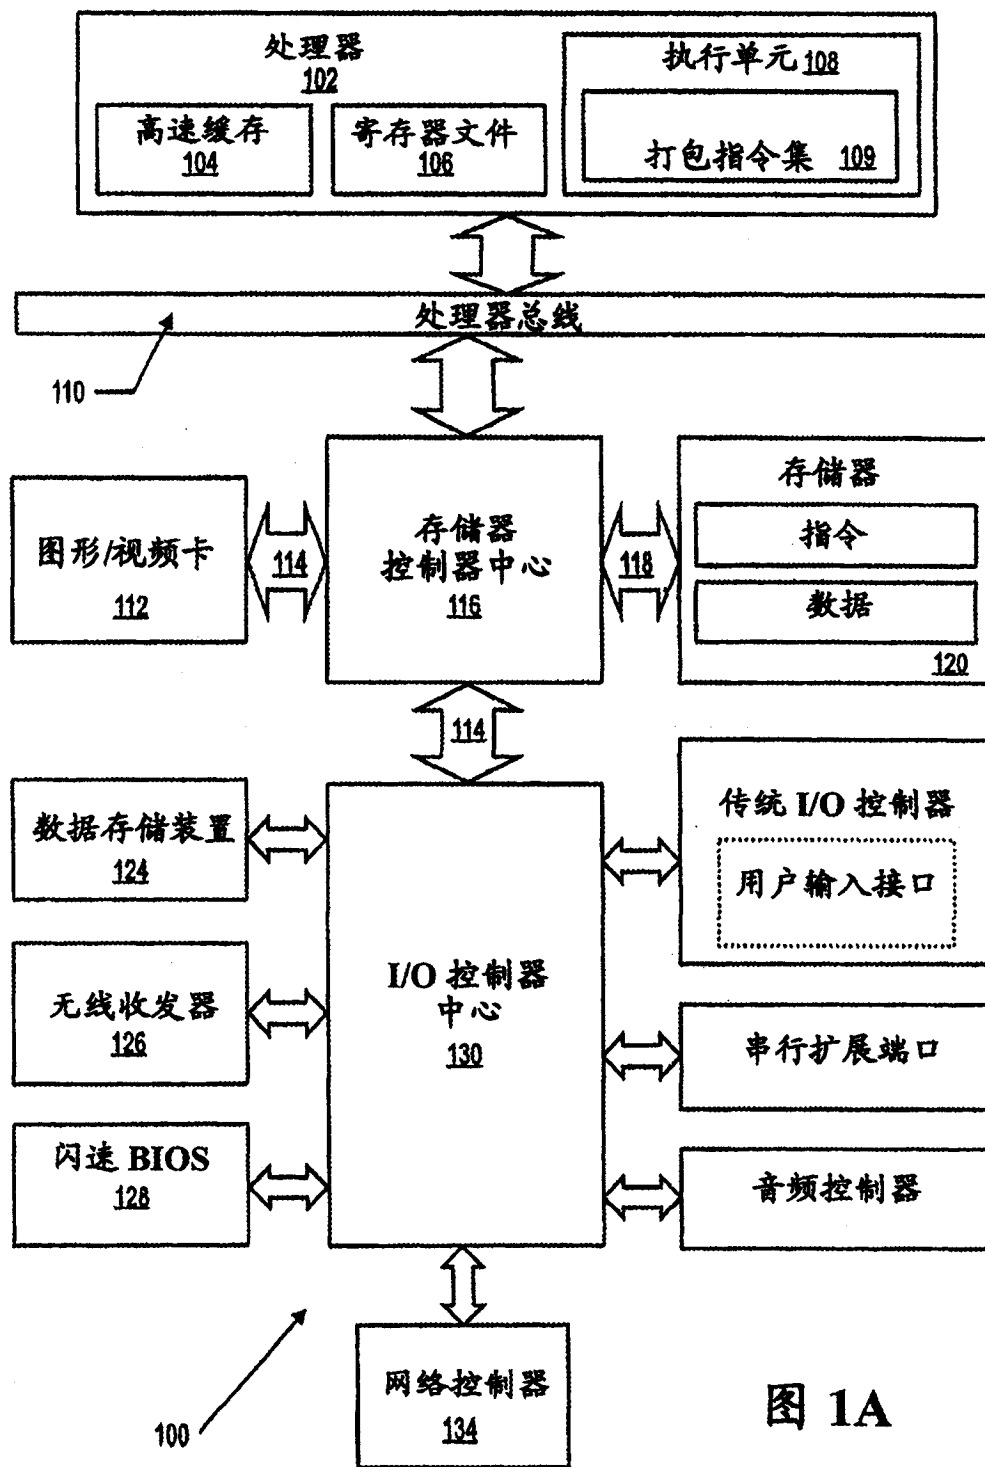 处理器
102
高速缓存
104
寄存器文件
106
执行单元 108
打包指令集 109
处理器总线
110
图形/视频卡
112
114
存储器
控制器中心
116
118
存储器
指令
数据
120
114
数据存储装置
124
无线收发器
126
闪速 BIOS
128
I/O 控制器
中心
130
传统 I/O 控制器
用户输入接口
串行扩展端口
音频控制器
网络控制器
134
100
图 1A